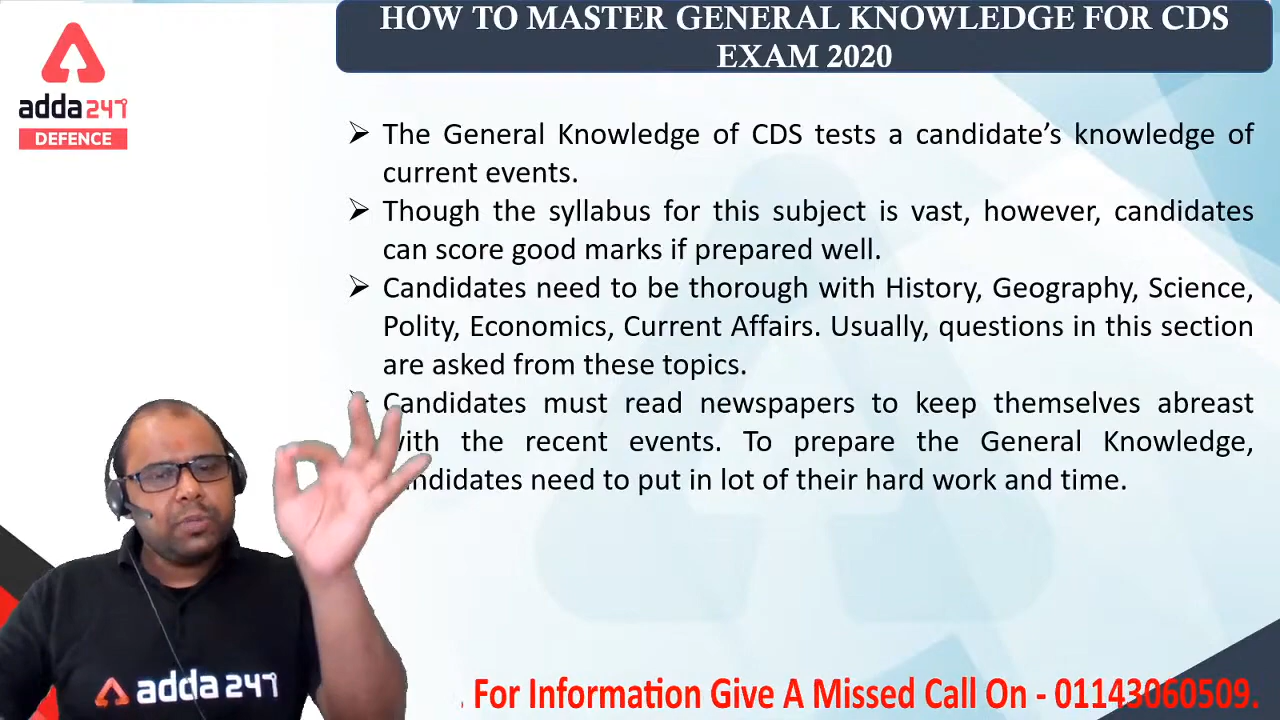 HOW TO MASTER GENERAL KNOWLEDGE FOR CDS
EXAM 2020
adda247
DEFENCE
➢ The General Knowledge of CDS tests a candidate’s knowledge of
current events.
➢ Though the syllabus for this subject is vast, however, candidates
can score good marks if prepared well.
➢ Candidates need to be thorough with History, Geography, Science,
Polity, Economics, Current Affairs. Usually, questions in this section
are asked from these topics.
➢ Candidates must read newspapers to keep themselves abreast
with the recent events. To prepare the General Knowledge,
candidates need to put in lot of their hard work and time.
adda247
. For Information Give A Missed Call On - 01143060509.